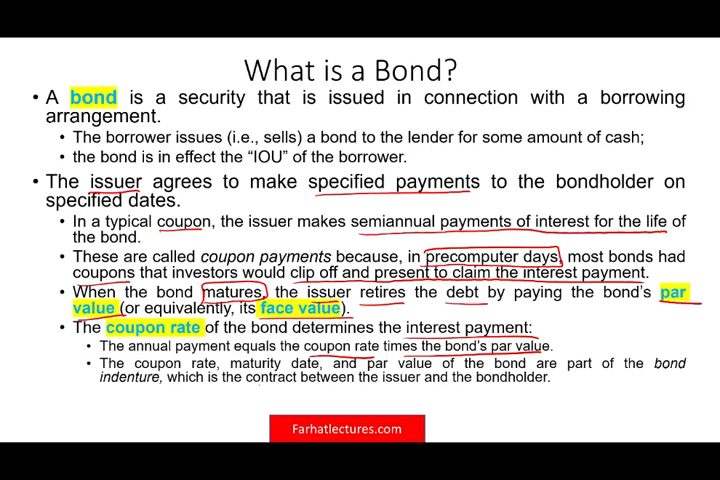 What is a Bond?
• A bond is a security that is issued in connection with a borrowing
arrangement.
• The borrower issues (i.e., sells) a bond to the lender for some amount of cash;
• the bond is in effect the “IOU” of the borrower.
• The issuer agrees to make specified payments to the bondholder on
specified dates.
• In a typical coupon, the issuer makes semiannual payments of interest for the life of
the bond.
• These are called coupon payments because, in precomputer days, most bonds had
coupons that investors would clip off and present to claim the interest payment.
• When the bond matures, the issuer retires the debt by paying the bond’s par
value (or equivalently, its face value).
• The coupon rate of the bond determines the interest payment:
• The annual payment equals the coupon rate times the bond’s par value.
• The coupon rate, maturity date, and par value of the bond are part of the bond
indenture, which is the contract between the issuer and the bondholder.
Farhatlectures.com